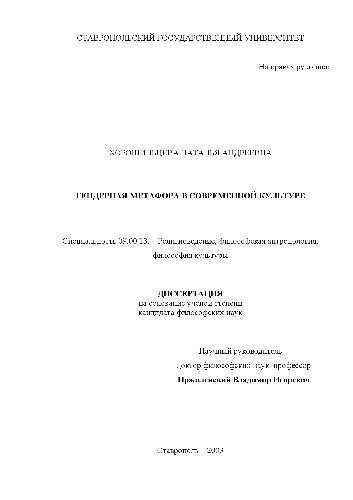 СТАВРОПОЛЬСКИЙ ГОСУДАРСТВЕННЫЙ УНИВЕРСИТЕТ
На правах рукописи
НАТАЛЬЯ АНДРЕЕВНА
ГЕНДЕРНАЯ МЕТАФОРА В СОВРЕМЕННОЙ КУЛЬТУРЕ
Специальность 09.00.13. – Религиоведение, философская антропология,
философия культуры
ДИССЕРТАЦИЯ
на соискание ученой степени
кандидата философских наук
Научный руководитель
доктор философских наук, профессор
Владимир Игоревич
Ставрополь – 2003